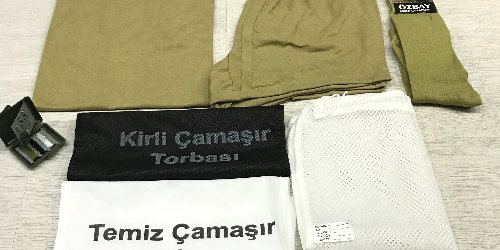 ÖZBAY
Kirli Çamaşır
Torbası
Temiz Çamaşır